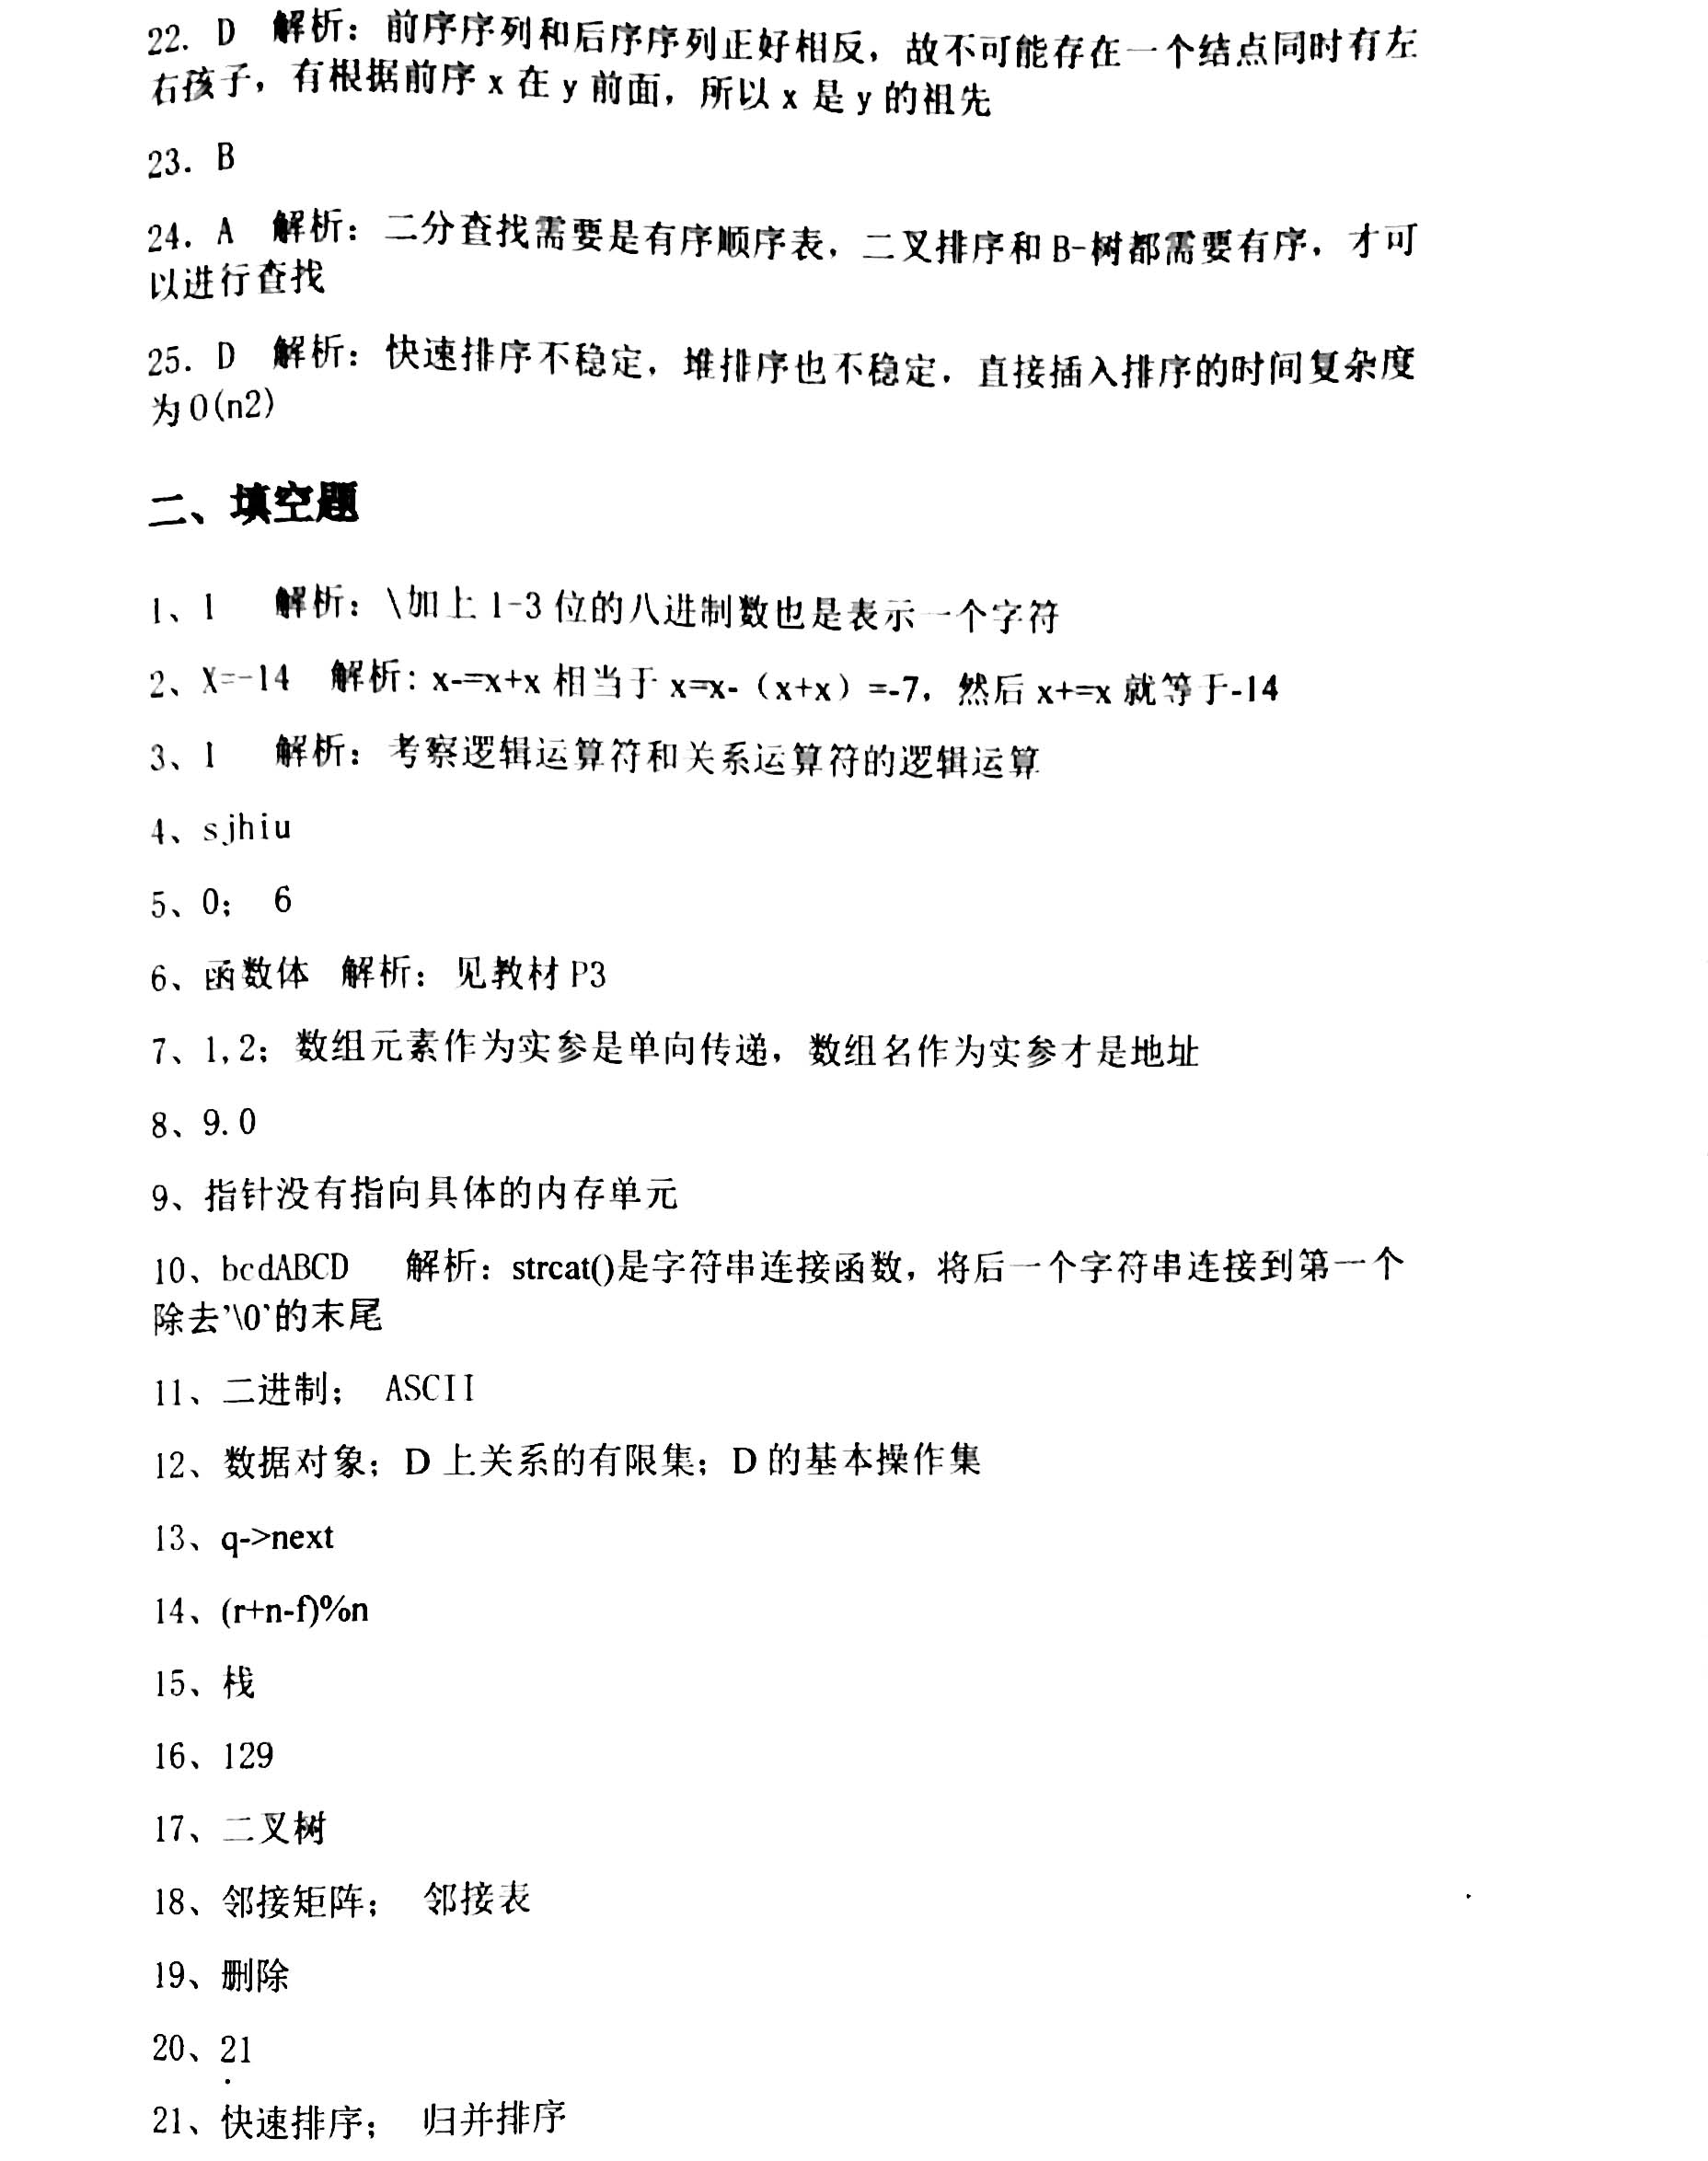 22. D 解析：前序序列和后序序列正好相反，故不可能存在一个结点同时有左
右孩子，有根据前序 x 在 y 前面，所以 x 是 y 的祖先
23. B
24. A 解析：二分查找需要是有序顺序表，二叉排序和 B-树都需要有序，才可
以进行查找
25. D 解析：快速排序不稳定，堆排序也不稳定，直接插入排序的时间复杂度
为 O(n2)
二、填空题
1、1 解析：\加上 1-3 位的八进制数也是表示一个字符
2、X=-14 解析：x-=x+x 相当于 x=x-（x+x）=-7，然后 x+=x 就等于-14
3、1 解析：考察逻辑运算符和关系运算符的逻辑运算
4、sjhiu
5、0； 6
6、函数体 解析：见教材 P3
7、1,2；数组元素作为实参是单向传递，数组名作为实参才是地址
8、9.0
9、指针没有指向具体的内存单元
10、bcdABCD 解析：strcat()是字符串连接函数，将后一个字符串连接到第一个
除去'\0'的末尾
11、二进制； ASCII
12、数据对象；D 上关系的有限集；D 的基本操作集
13、q->next
14、(r+n-f)%n
15、栈
16、129
17、二叉树
18、邻接矩阵； 邻接表
19、删除
20、21
21、快速排序； 归并排序